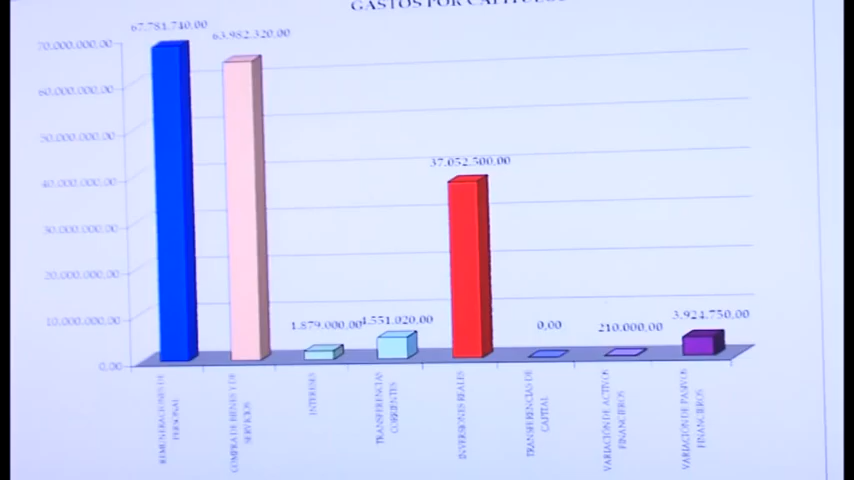 GASTOS POR CAPITULOS
67.781.740,00
63.982.320,00
70.000.000,00
60.000.000,00
50.000.000,00
37.052.500,00
40.000.000,00
30.000.000,00
20.000.000,00
10.000.000,00
1.879.000,00
4.551.020,00
0,00
210.000,00
3.924.750,00
0,00
REMUNERACIONES DE
PERSONAL
COMPRA DE BIENES Y DE
SERVICIOS
INTERESES
TRANSFERENCIAS
CORRIENTES
INVERSIONES REALES
TRANSFERENCIAS DE
CAPITAL
VARIACIÓN DE ACTIVOS
FINANCIEROS
VARIACIÓN DE PASIVOS
FINANCIEROS